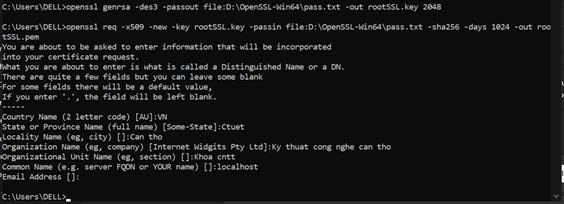 C:\Users\DELL>openssl genrsa -des3 -passout file:D:\OpenSSL-Win64\pass.txt -out rootSSL.key 2048
C:\Users\DELL>openssl req -x509 -new -key rootSSL.key -passin file:D:\OpenSSL-Win64\pass.txt -sha256 -days 1024 -out roo
tSSL.pem
You are about to be asked to enter information that will be incorporated
into your certificate request.
What you are about to enter is what is called a Distinguished Name or a DN.
There are quite a few fields but you can leave some blank
For some fields there will be a default value,
If you enter '.', the field will be left blank.
-----
Country Name (2 letter code) [AU]:VN
State or Province Name (full name) [Some-State]:Ctuet
Locality Name (eg, city) []:Can tho
Organization Name (eg, company) [Internet Widgits Pty Ltd]:Ky thuat cong nghe can tho
Organizational Unit Name (eg, section) []:Khoa cntt
Common Name (e.g. server FQDN or YOUR name) []:localhost
Email Address []:
C:\Users\DELL>